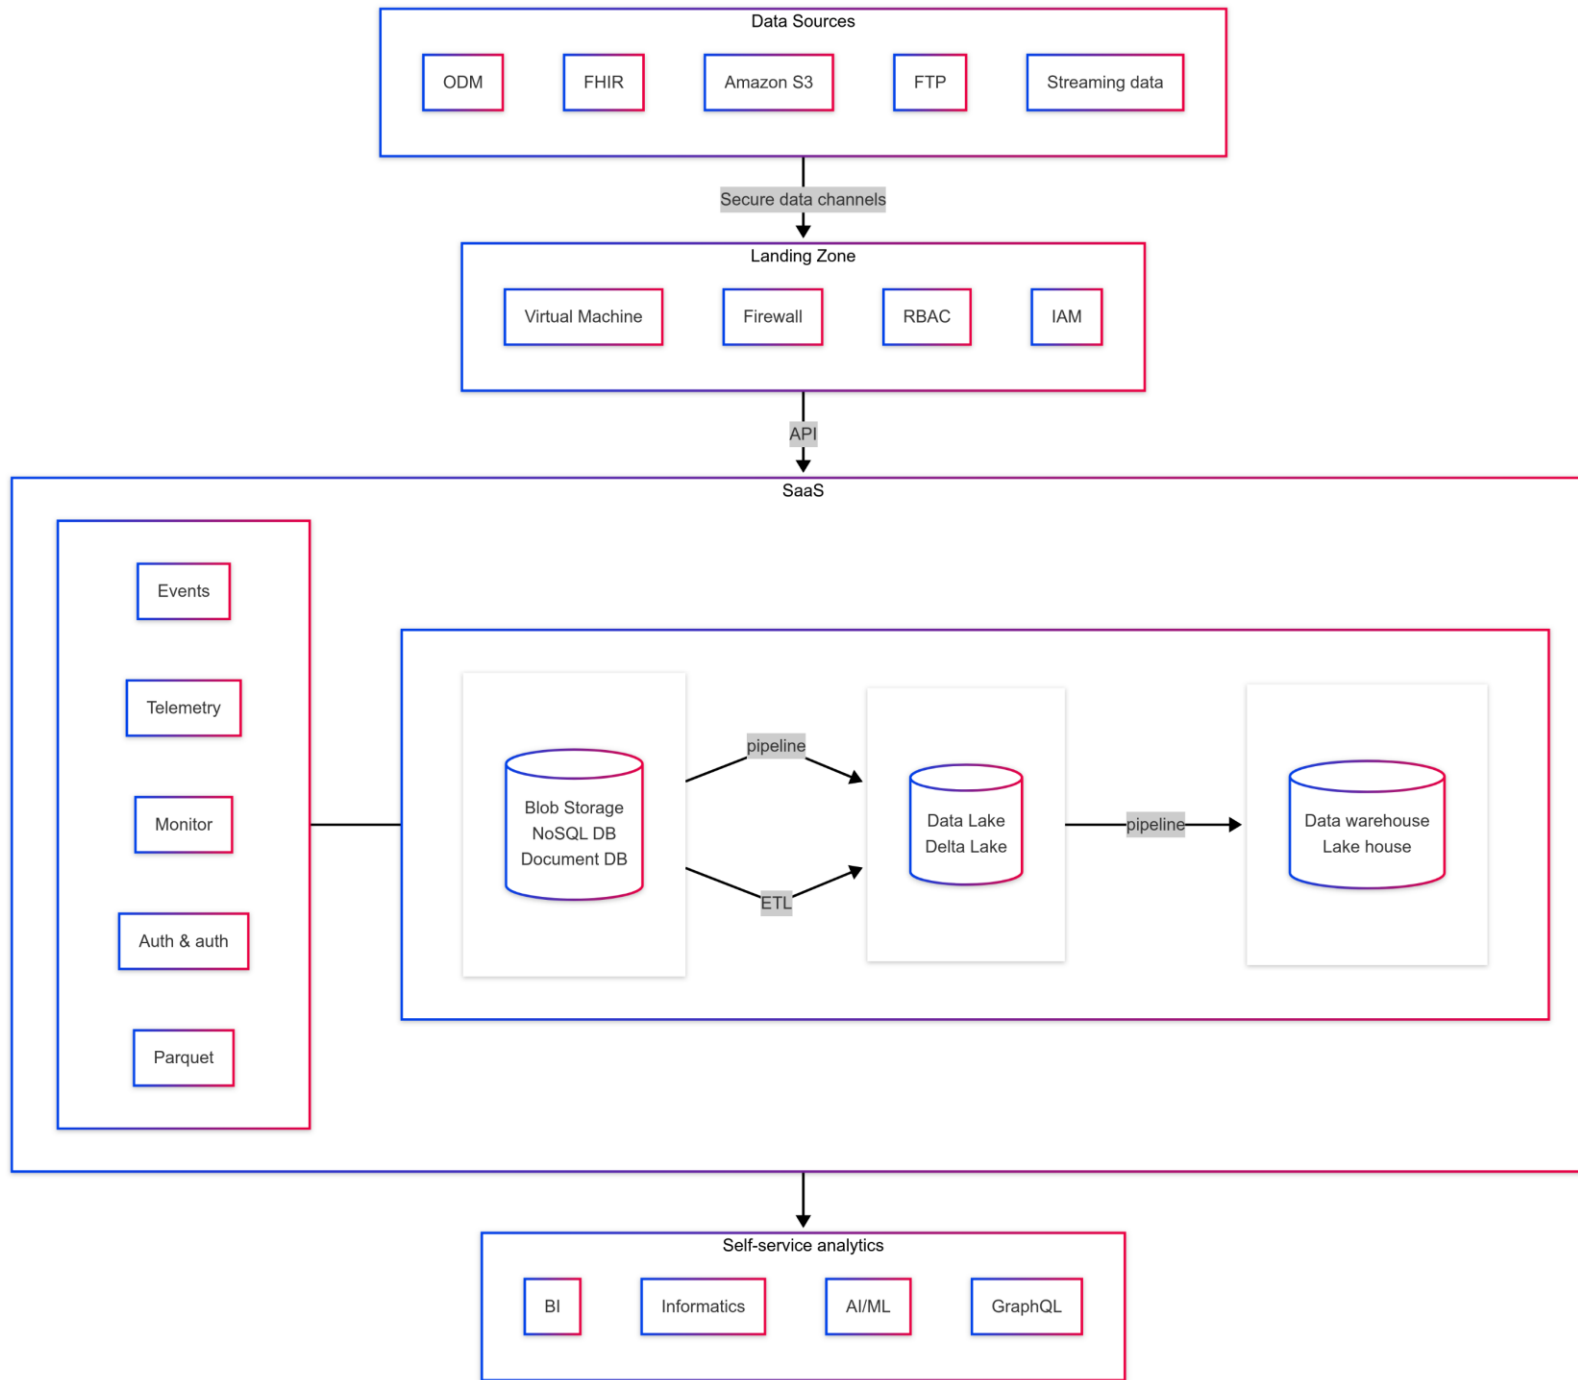 Data Sources
ODM
FHIR
Amazon S3
FTP
Streaming data
Secure data channels
Landing Zone
Virtual Machine
Firewall
RBAC
IAM
API
SaaS
Events
Telemetry
Monitor
Auth & auth
Parquet
Blob Storage
NoSQL DB
Document DB
pipeline
ETL
Data Lake
Delta Lake
pipeline
Data warehouse
Lake house
Self-service analytics
BI
Informatics
AI/ML
GraphQL